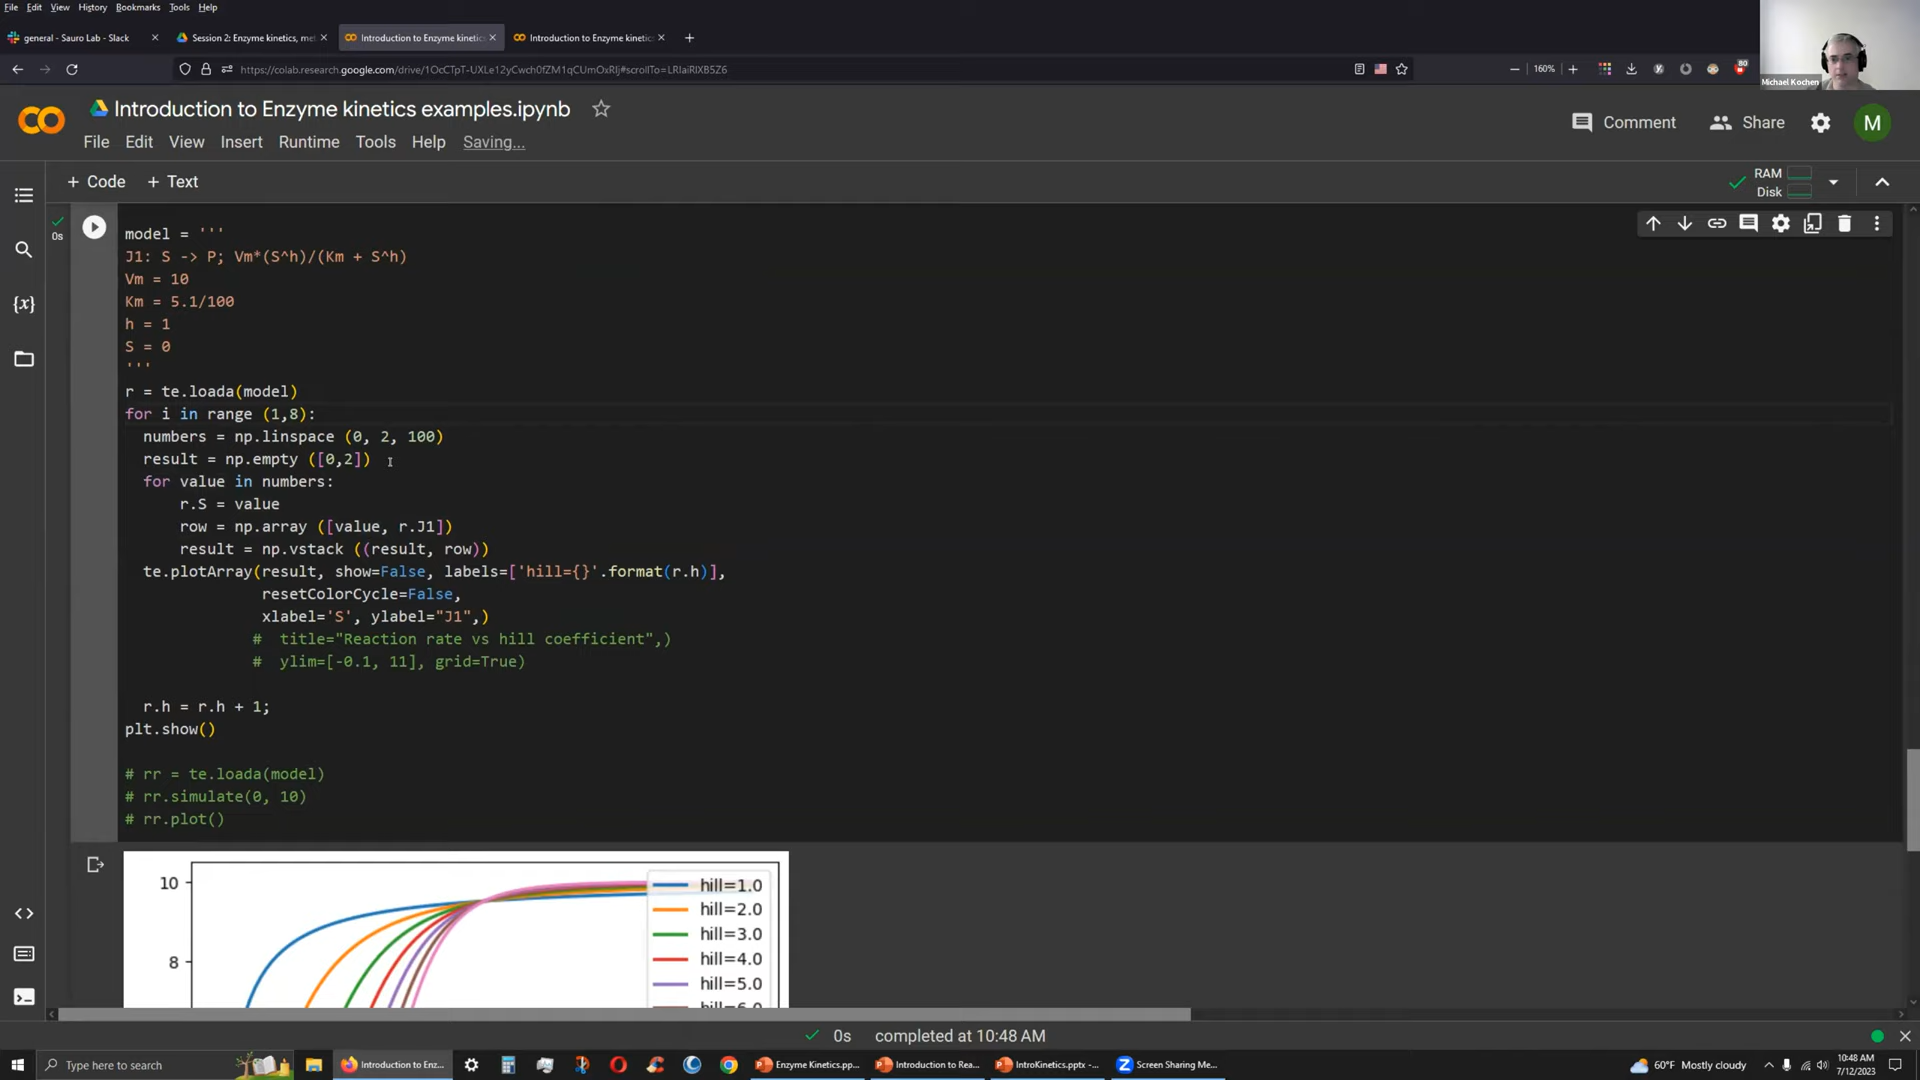 File Edit View History Bookmarks Tools Help
general - Sauro Lab - Slack
Session 2: Enzyme kinetics, met
Introduction to Enzyme kinetic
Introduction to Enzyme kinetic
https://colab.research.google.com/drive/1OcCTpT-UXLe12yCwch0fZM1qCUmOxRIj#scrollTo=LRlaiRlXB5Z6
160%
80
Michael Kochen
Introduction to Enzyme kinetics examples.ipynb
Comment
Share
M
File Edit View Insert Runtime Tools Help Saving...
+ Code + Text
RAM
Disk
0s
model = '''
J1: S -> P; Vm*(S^h)/(Km + S^h)
Vm = 10
Km = 5.1/100
h = 1
S = 0
'''
r = te.loada(model)
for i in range (1,8):
numbers = np.linspace (0, 2, 100)
result = np.empty ([0,2])
for value in numbers:
r.S = value
row = np.array ([value, r.J1])
result = np.vstack ((result, row))
te.plotArray(result, show=False, labels=['hill={}'.format(r.h)],
resetColorCycle=False,
xlabel='S', ylabel="J1",)
# title="Reaction rate vs hill coefficient",)
# ylim=[-0.1, 11], grid=True)
r.h = r.h + 1;
plt.show()
# rr = te.loada(model)
# rr.simulate(0, 10)
# rr.plot()
10
8
hill=1.0
hill=2.0
hill=3.0
hill=4.0
hill=5.0
hill=6.0
0s completed at 10:48 AM
Type here to search
Introduction to Enz...
Enzyme Kinetics.pp...
Introduction to Rea...
IntroKinetics.pptx -...
Screen Sharing Me...
60°F Mostly cloudy
10:48 AM
7/12/2023